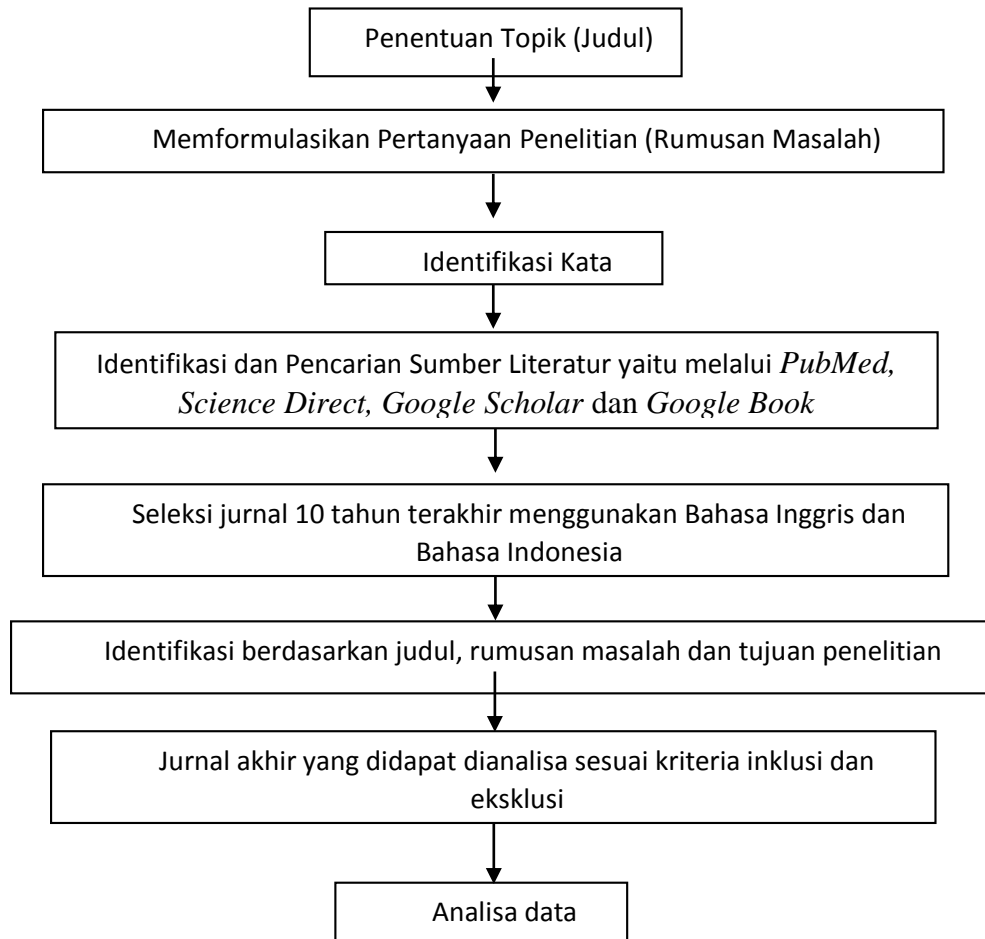 Penentuan Topik (Judul)
Memformulasikan Pertanyaan Penelitian (Rumusan Masalah)
Identifikasi Kata
Identifikasi dan Pencarian Sumber Literatur yaitu melalui PubMed,
Science Direct, Google Scholar dan Google Book
Seleksi jurnal 10 tahun terakhir menggunakan Bahasa Inggris dan
Bahasa Indonesia
Identifikasi berdasarkan judul, rumusan masalah dan tujuan penelitian
Jurnal akhir yang didapat dianalisa sesuai kriteria inklusi dan
eksklusi
Analisa data